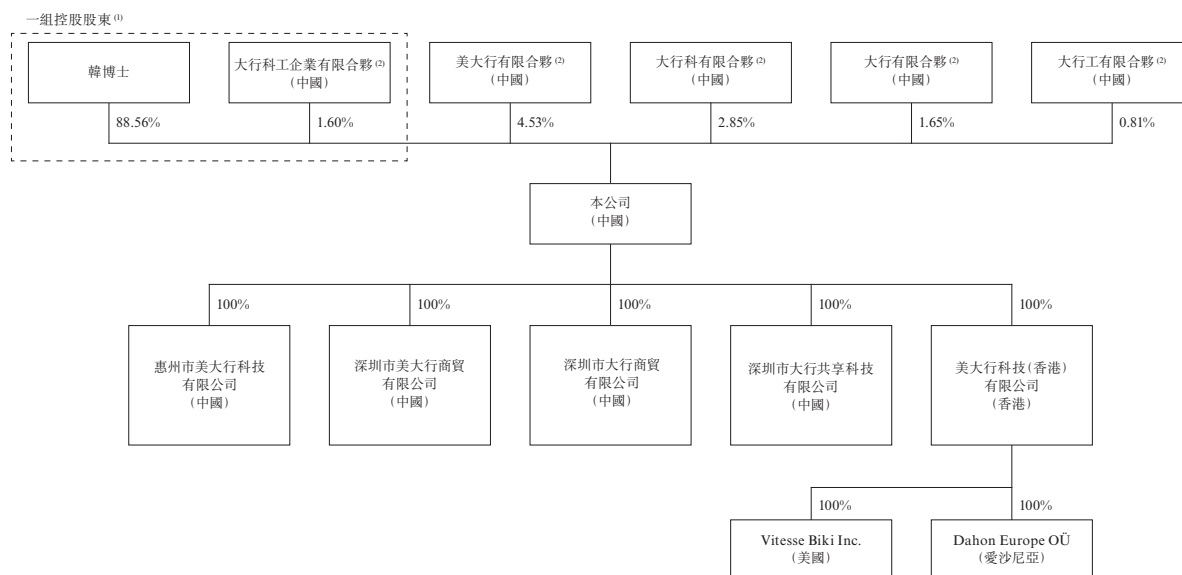 一組控股股東(1)
韓博士
大行科工企業有限合夥(2)
(中國)
美大行有限合夥(2)
(中國)
大行科有限合夥(2)
(中國)
大行有限合夥(2)
(中國)
大行工有限合夥(2)
(中國)
88.56%
1.60%
4.53%
2.85%
1.65%
0.81%
本公司
(中國)
100%
100%
100%
100%
100%
惠州市美大行科技
有限公司
(中國)
深圳市美大行商貿
有限公司
(中國)
深圳市大行商貿
有限公司
(中國)
深圳市大行共享科技
有限公司
(中國)
美大行科技(香港)
有限公司
(香港)
100%
100%
Vitesse Biki Inc.
(美國)
Dahon Europe OÜ
(愛沙尼亞)